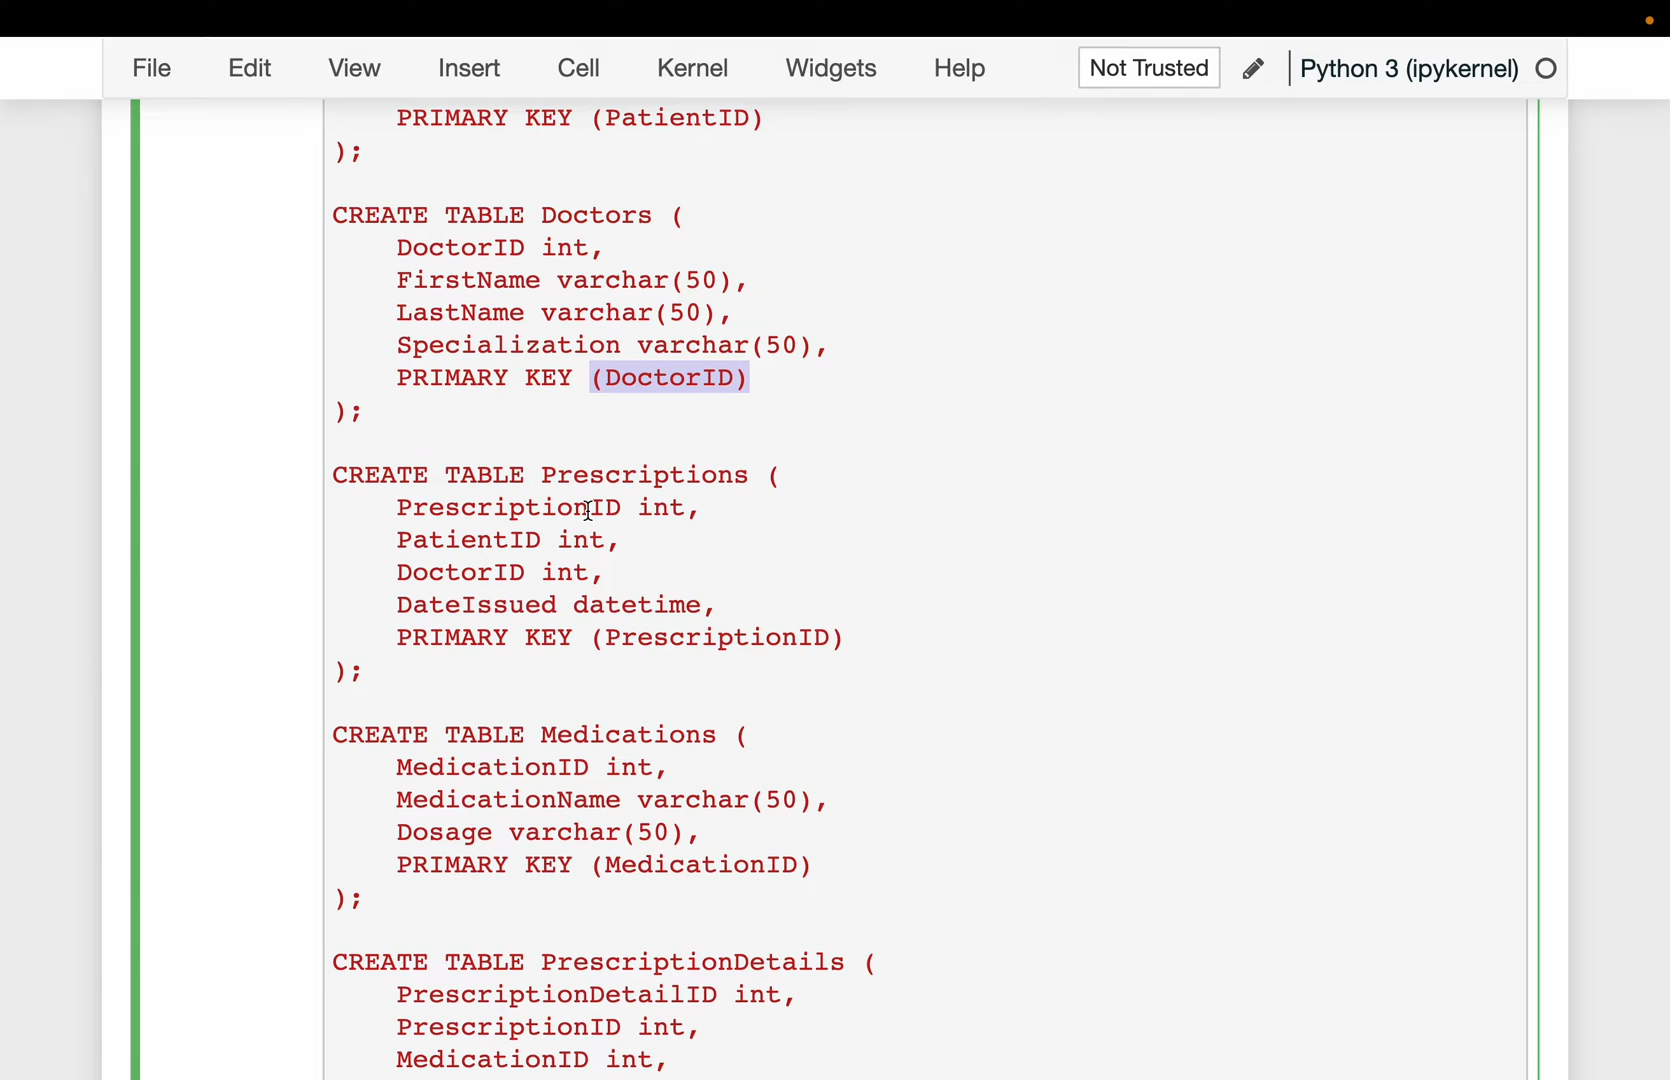 File Edit View Insert Cell Kernel Widgets Help Not Trusted Python 3 (ipykernel)
PRIMARY KEY (PatientID)
);
CREATE TABLE Doctors (
DoctorID int,
FirstName varchar(50),
LastName varchar(50),
Specialization varchar(50),
PRIMARY KEY (DoctorID)
);
CREATE TABLE Prescriptions (
PrescriptionID int,
PatientID int,
DoctorID int,
DateIssued datetime,
PRIMARY KEY (PrescriptionID)
);
CREATE TABLE Medications (
MedicationID int,
MedicationName varchar(50),
Dosage varchar(50),
PRIMARY KEY (MedicationID)
);
CREATE TABLE PrescriptionDetails (
PrescriptionDetailID int,
PrescriptionID int,
MedicationID int,